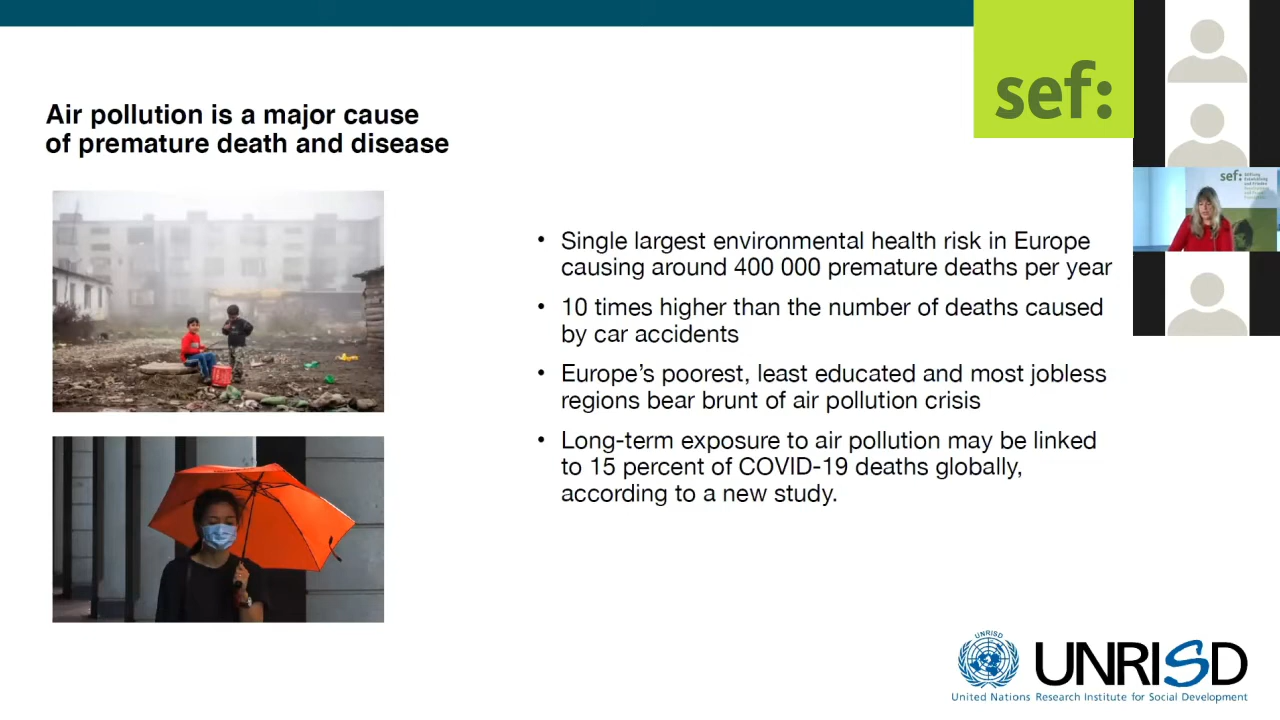 sef:
Air pollution is a major cause
of premature death and disease
sef:
• Single largest environmental health risk in Europe
causing around 400 000 premature deaths per year
• 10 times higher than the number of deaths caused
by car accidents
• Europe’s poorest, least educated and most jobless
regions bear brunt of air pollution crisis
• Long-term exposure to air pollution may be linked
to 15 percent of COVID-19 deaths globally,
according to a new study.
UNRISD
UNRISD
United Nations Research Institute for Social Development